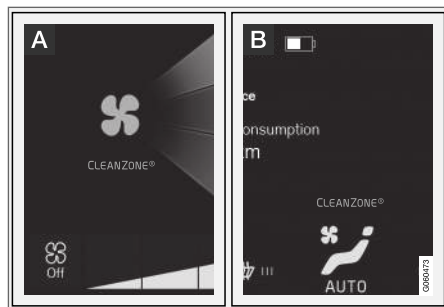 A
CLEANZONE®
Off
B
ce
onsumption
m
CLEANZONE®
AUTO
G060473